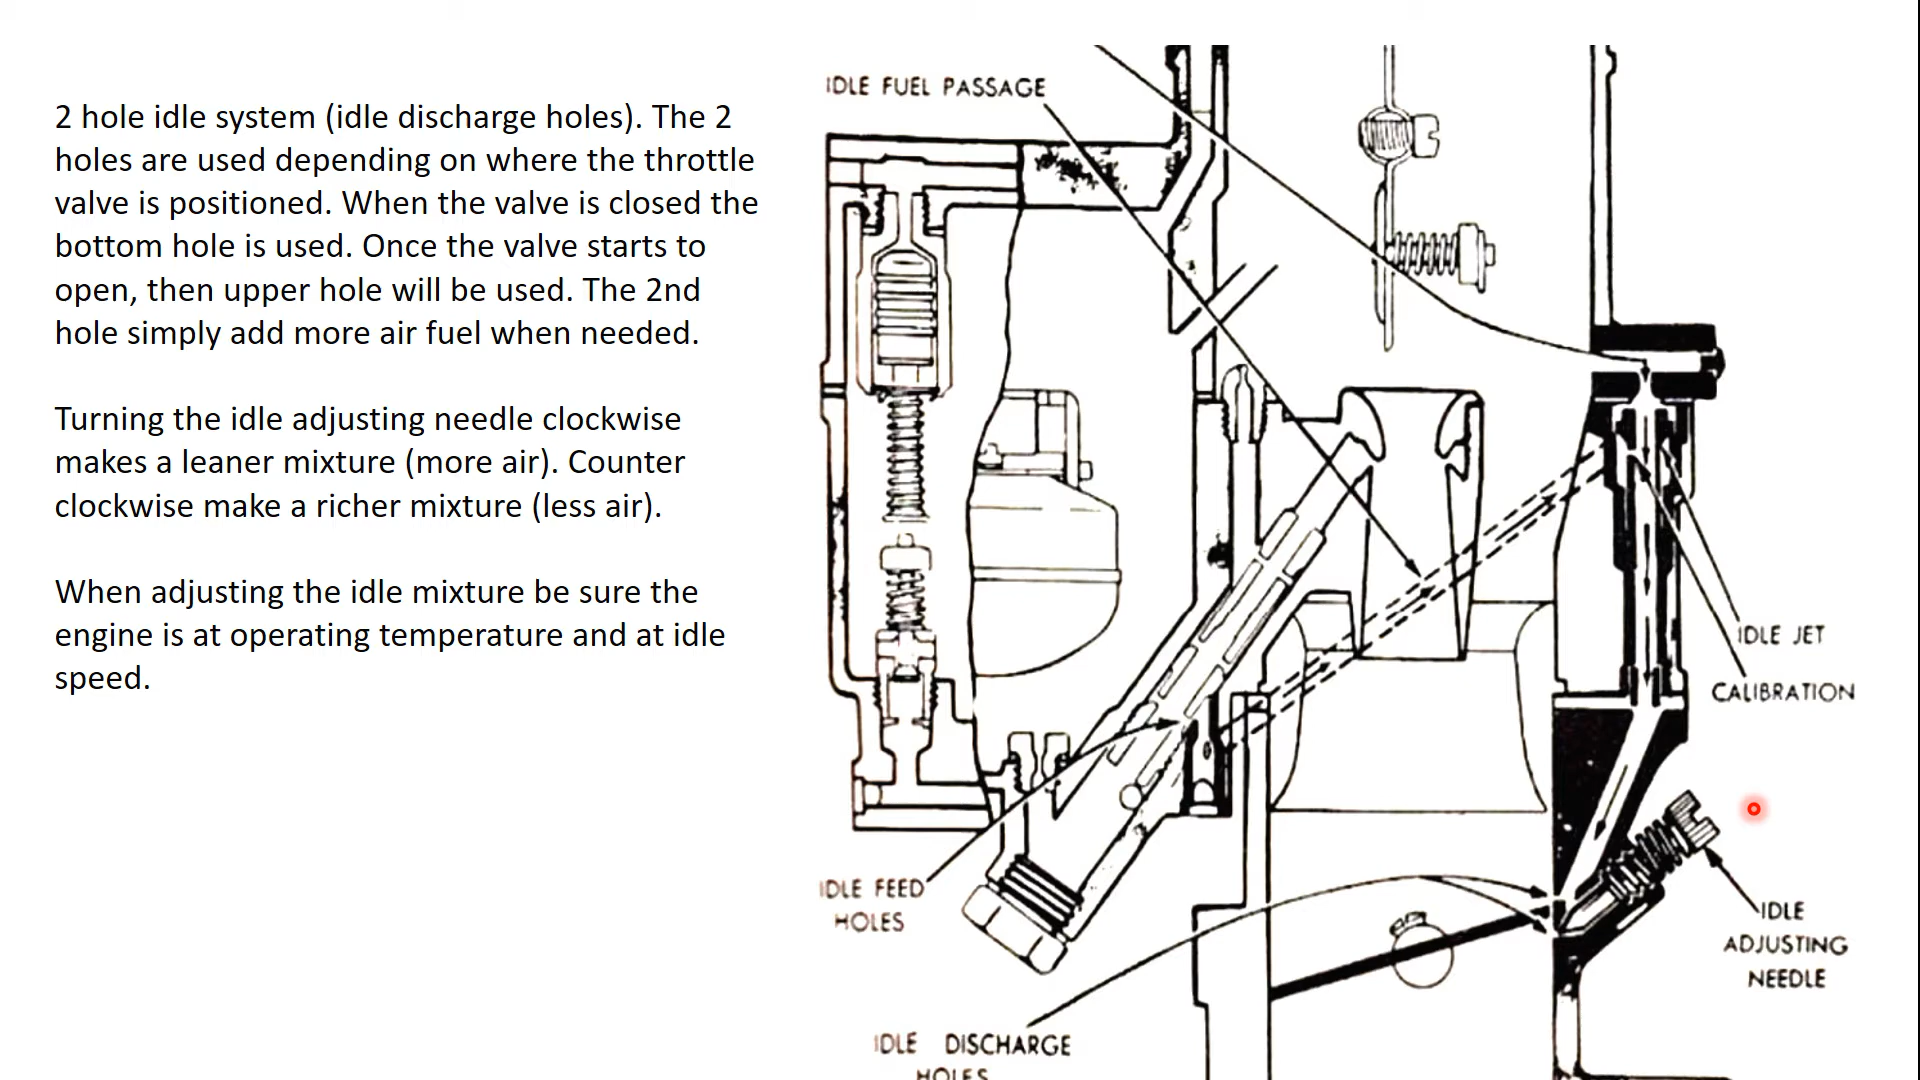 2 hole idle system (idle discharge holes). The 2
holes are used depending on where the throttle
valve is positioned. When the valve is closed the
bottom hole is used. Once the valve starts to
open, then upper hole will be used. The 2nd
hole simply add more air fuel when needed.
Turning the idle adjusting needle clockwise
makes a leaner mixture (more air). Counter
clockwise make a richer mixture (less air).
When adjusting the idle mixture be sure the
engine is at operating temperature and at idle
speed.
IDLE FUEL PASSAGE
IDLE JET
CALIBRATION
IDLE FEED
HOLES
IDLE
ADJUSTING
NEEDLE
IDLE DISCHARGE
HOLES